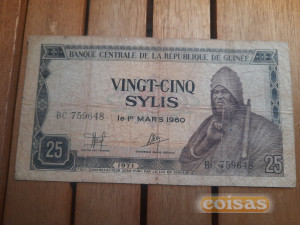 BANQUE CENTRALE DE LA REPUBLIQUE DE GUINEE
VINGT-CINQ
SYLIS
le 1er MARS 1960
BC 759648
BC 759648
1971
25
25
coisas